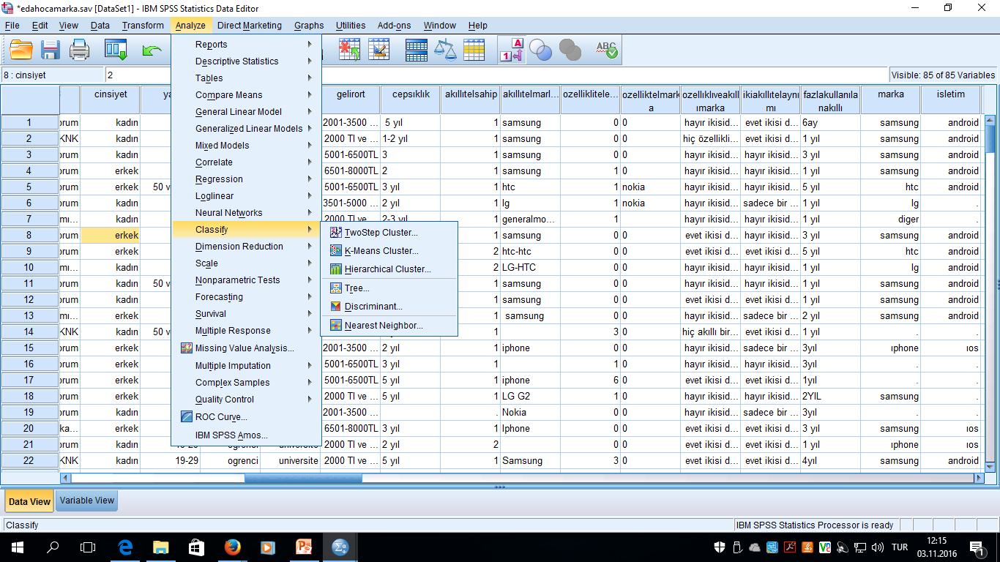 *edahocamarka.sav [DataSet1] - IBM SPSS Statistics Data Editor
File Edit View Data Transform Analyze Direct Marketing Graphs Utilities Add-ons Window Help
8 : cinsiyet 2 Visible: 85 of 85 Variables
cinsiyet ya gelirort cepsıklık akıllıtelsahip akıllıtelmarl... ozelliklitele... ozelliktelmarka ozellıklıveakıllıımarka ikiakıllıtelaynımı fazlakullanılanakıllı marka isletim
1 orum kadın 2001-3500 ... 5 yıl 1 samsung 0 0 hayır ikisid... evet ikisi d... 6ay samsung android
2 KNK kadın 2000 Tl ve ... 1-2 yıl 1 samsung 0 0 hiç özellikli... evet ikisi d... 1 yıl samsung android
3 orum kadın 5001-6500TL 3 1 samsung 0 0 hayır ikisid... hayır ikisid... 3 yıl samsung android
4 orum erkek 6501-8000TL 2 1 samsung 1 0 hayır ikisid... hayır ikisid... 1 yıl samsung android
5 orum erkek 50 v 5001-6500TL 3 yıl 1 htc 1 nokia hayır ikisid... evet ikisi d... 5 yıl htc android
6 orum kadın 3501-5000 ... 2 yıl 1 lg 1 nokia hayır ikisid... sadece bir ... 1 yıl lg .
7 mı... kadın 2000 Tl ve ... 2-3 yıl 1 generalmo... 1 hayır ikisid... hayır ikisid... 1 yıl diger .
8 orum erkek 1 samsung 0 0 evet ikisi de... hayır ikisid... 3 yıl samsung android
9 orum erkek 2 htc-htc 0 0 evet ikisi d... evet ikisi d... 5 yıl htc android
10 mı... kadın 2 LG-HTC 0 0 hayır ikisid... evet ikisi d... 1 yıl lg android
11 orum erkek 50 v 1 samsung 0 0 hayır ikisid... hayır ikisid... 1 yıl samsung android
12 orum kadın 1 samsung 0 0 evet ikisi d... evet ikisi d... 1 yıl samsung android
13 mı... erkek 1 samsung 0 0 hayır ikisid... sadece bir ... 2 yıl samsung android
14 KNK kadın 50 v 1 3 0 hiç akıllı bir... evet ikisi d... 1 yıl . .
15 orum erkek 2001-3500 ... 2 yıl 1 iphone 0 0 hayır ikisid... sadece bir ... 3yıl ıphone ıos
16 orum erkek 5001-6500TL 3 yıl 1 1 0 hayır ikisid... hayır ikisid... 3yıl . .
17 orum erkek 5001-6500TL 5 yıl 1 iphone 6 0 evet ikisi d... evet ikisi d... 1yıl . .
18 orum erkek 2000 Tl ve ... 5 yıl 1 LG G2 1 0 hayır ikisid... evet ikisi d... 2YIL samsung .
19 orum kadın 2001-3500 ... . Nokia 0 0 hayır ikisid... sadece bir ... 3yıl . .
20 ka... erkek 6501-8000TL 3 yıl 1 Iphone 0 0 evet ikisi d... evet ikisi d... 3 yıl samsung ıos
21 orum kadın 19-29 ogrenci universite 2000 Tl ve ... 2 yıl 2 0 0 evet ikisi d... evet ikisi d... 1 yıl ıphone ıos
22 KNK kadın 19-29 ogrenci universite 2000 Tl ve ... 5 yıl 1 Samsung 3 0 evet ikisi d... evet ikisi d... 4yıl samsung android
Reports
Descriptive Statistics
Tables
Compare Means
General Linear Model
Generalized Linear Models
Mixed Models
Correlate
Regression
Loglinear
Neural Networks
Classify
Dimension Reduction
Scale
Nonparametric Tests
Forecasting
Survival
Multiple Response
Missing Value Analysis...
Multiple Imputation
Complex Samples
Quality Control
ROC Curve...
IBM SPSS Amos...
TwoStep Cluster...
K-Means Cluster...
Hierarchical Cluster...
Tree...
Discriminant...
Nearest Neighbor...
Data View Variable View
Classify IBM SPSS Statistics Processor is ready
TUR 12:15
03.11.2016